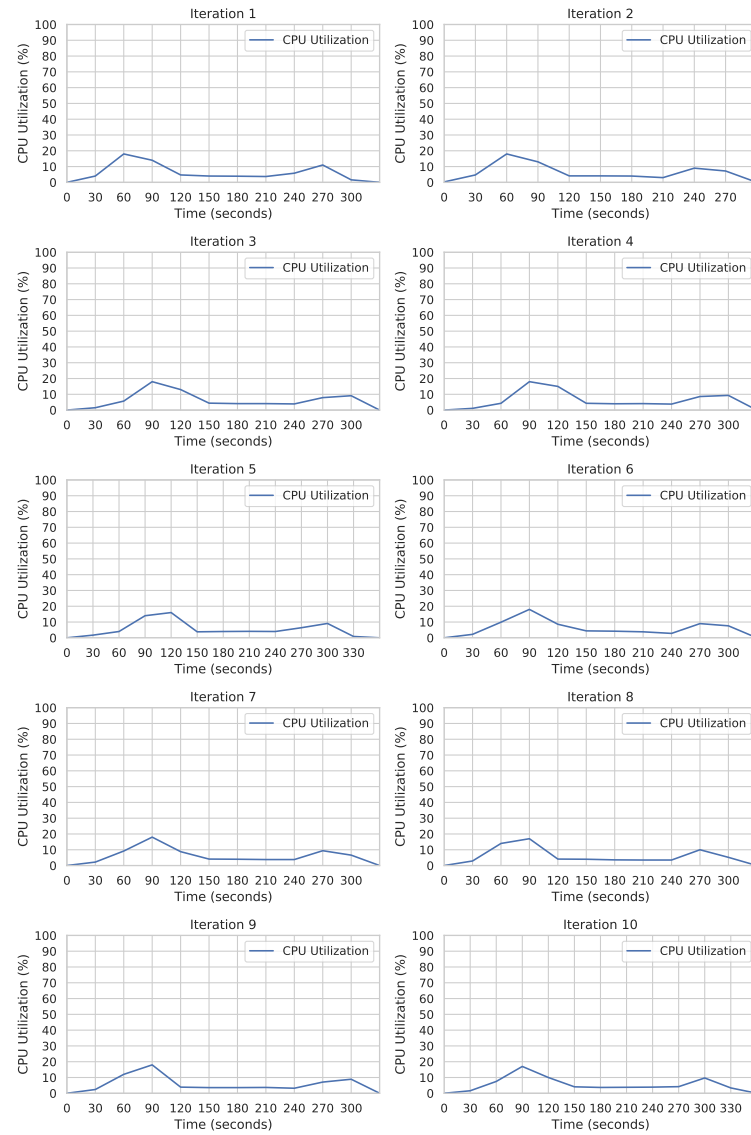 Iteration 1
CPU Utilization (%)
100
90
80
70
60
50
40
30
20
10
0
CPU Utilization
0 30 60 90 120 150 180 210 240 270 300
Time (seconds)
Iteration 2
CPU Utilization (%)
100
90
80
70
60
50
40
30
20
10
0
CPU Utilization
0 30 60 90 120 150 180 210 240 270
Time (seconds)
Iteration 3
CPU Utilization (%)
100
90
80
70
60
50
40
30
20
10
0
CPU Utilization
0 30 60 90 120 150 180 210 240 270 300
Time (seconds)
Iteration 4
CPU Utilization (%)
100
90
80
70
60
50
40
30
20
10
0
CPU Utilization
0 30 60 90 120 150 180 210 240 270 300
Time (seconds)
Iteration 5
CPU Utilization (%)
100
90
80
70
60
50
40
30
20
10
0
CPU Utilization
0 30 60 90 120 150 180 210 240 270 300 330
Time (seconds)
Iteration 6
CPU Utilization (%)
100
90
80
70
60
50
40
30
20
10
0
CPU Utilization
0 30 60 90 120 150 180 210 240 270 300
Time (seconds)
Iteration 7
CPU Utilization (%)
100
90
80
70
60
50
40
30
20
10
0
CPU Utilization
0 30 60 90 120 150 180 210 240 270 300
Time (seconds)
Iteration 8
CPU Utilization (%)
100
90
80
70
60
50
40
30
20
10
0
CPU Utilization
0 30 60 90 120 150 180 210 240 270 300
Time (seconds)
Iteration 9
CPU Utilization (%)
100
90
80
70
60
50
40
30
20
10
0
CPU Utilization
0 30 60 90 120 150 180 210 240 270 300
Time (seconds)
Iteration 10
CPU Utilization (%)
100
90
80
70
60
50
40
30
20
10
0
CPU Utilization
0 30 60 90 120 150 180 210 240 270 300 330
Time (seconds)